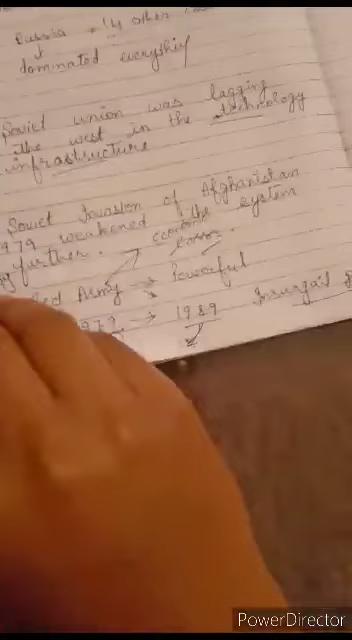 Russia + 14 other
dominated everything
Soviet union was lagging
the west in the technology
infrastructure
Soviet Invasion of Afghanistan
1979 weakened the system
further.
economic
Red Army → Powerful
1979 → 1989
PowerDirector